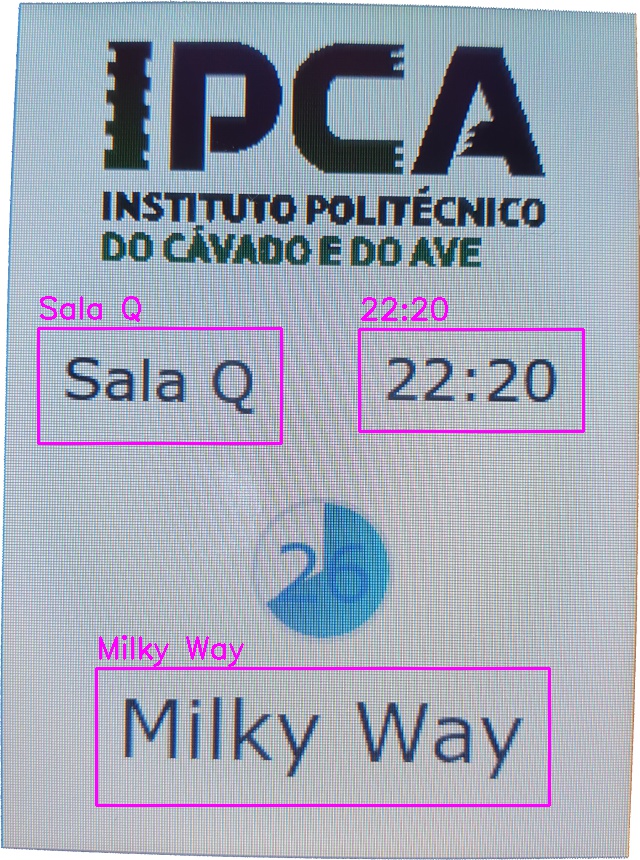 IPCA
INSTITUTO POLITÉCNICO
DO CÁVADO E DO AVE
Sala Q 22:20
Sala Q 22:20
26
Milky Way
Milky Way